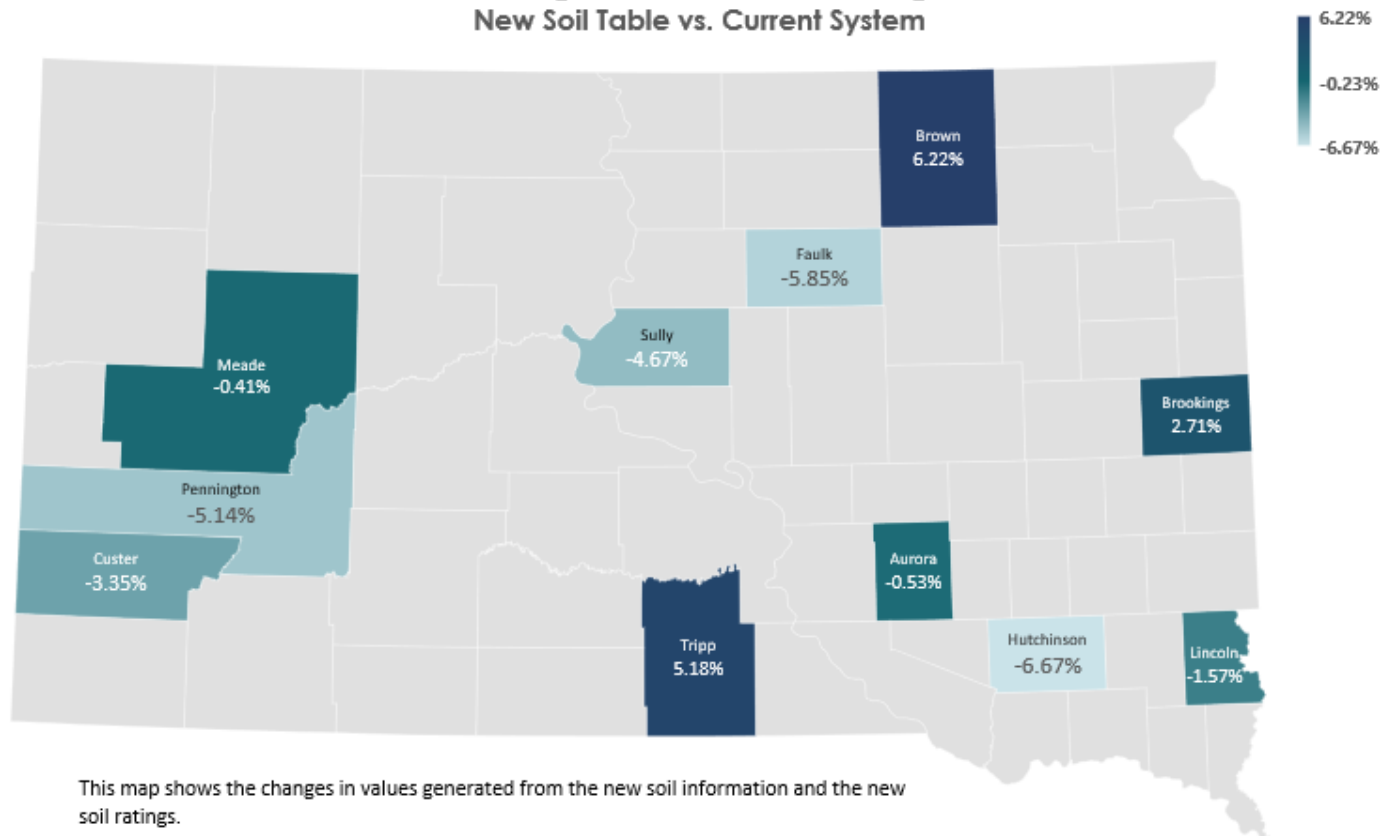 New Soil Table vs. Current System
6.22%
-0.23%
-6.67%
Brown
6.22%
Faulk
-5.85%
Sully
-4.67%
Meade
-0.41%
Brookings
2.71%
Pennington
-5.14%
Custer
-3.35%
Aurora
-0.53%
Tripp
5.18%
Hutchinson
-6.67%
Lincoln
-1.57%
This map shows the changes in values generated from the new soil information and the new
soil ratings.